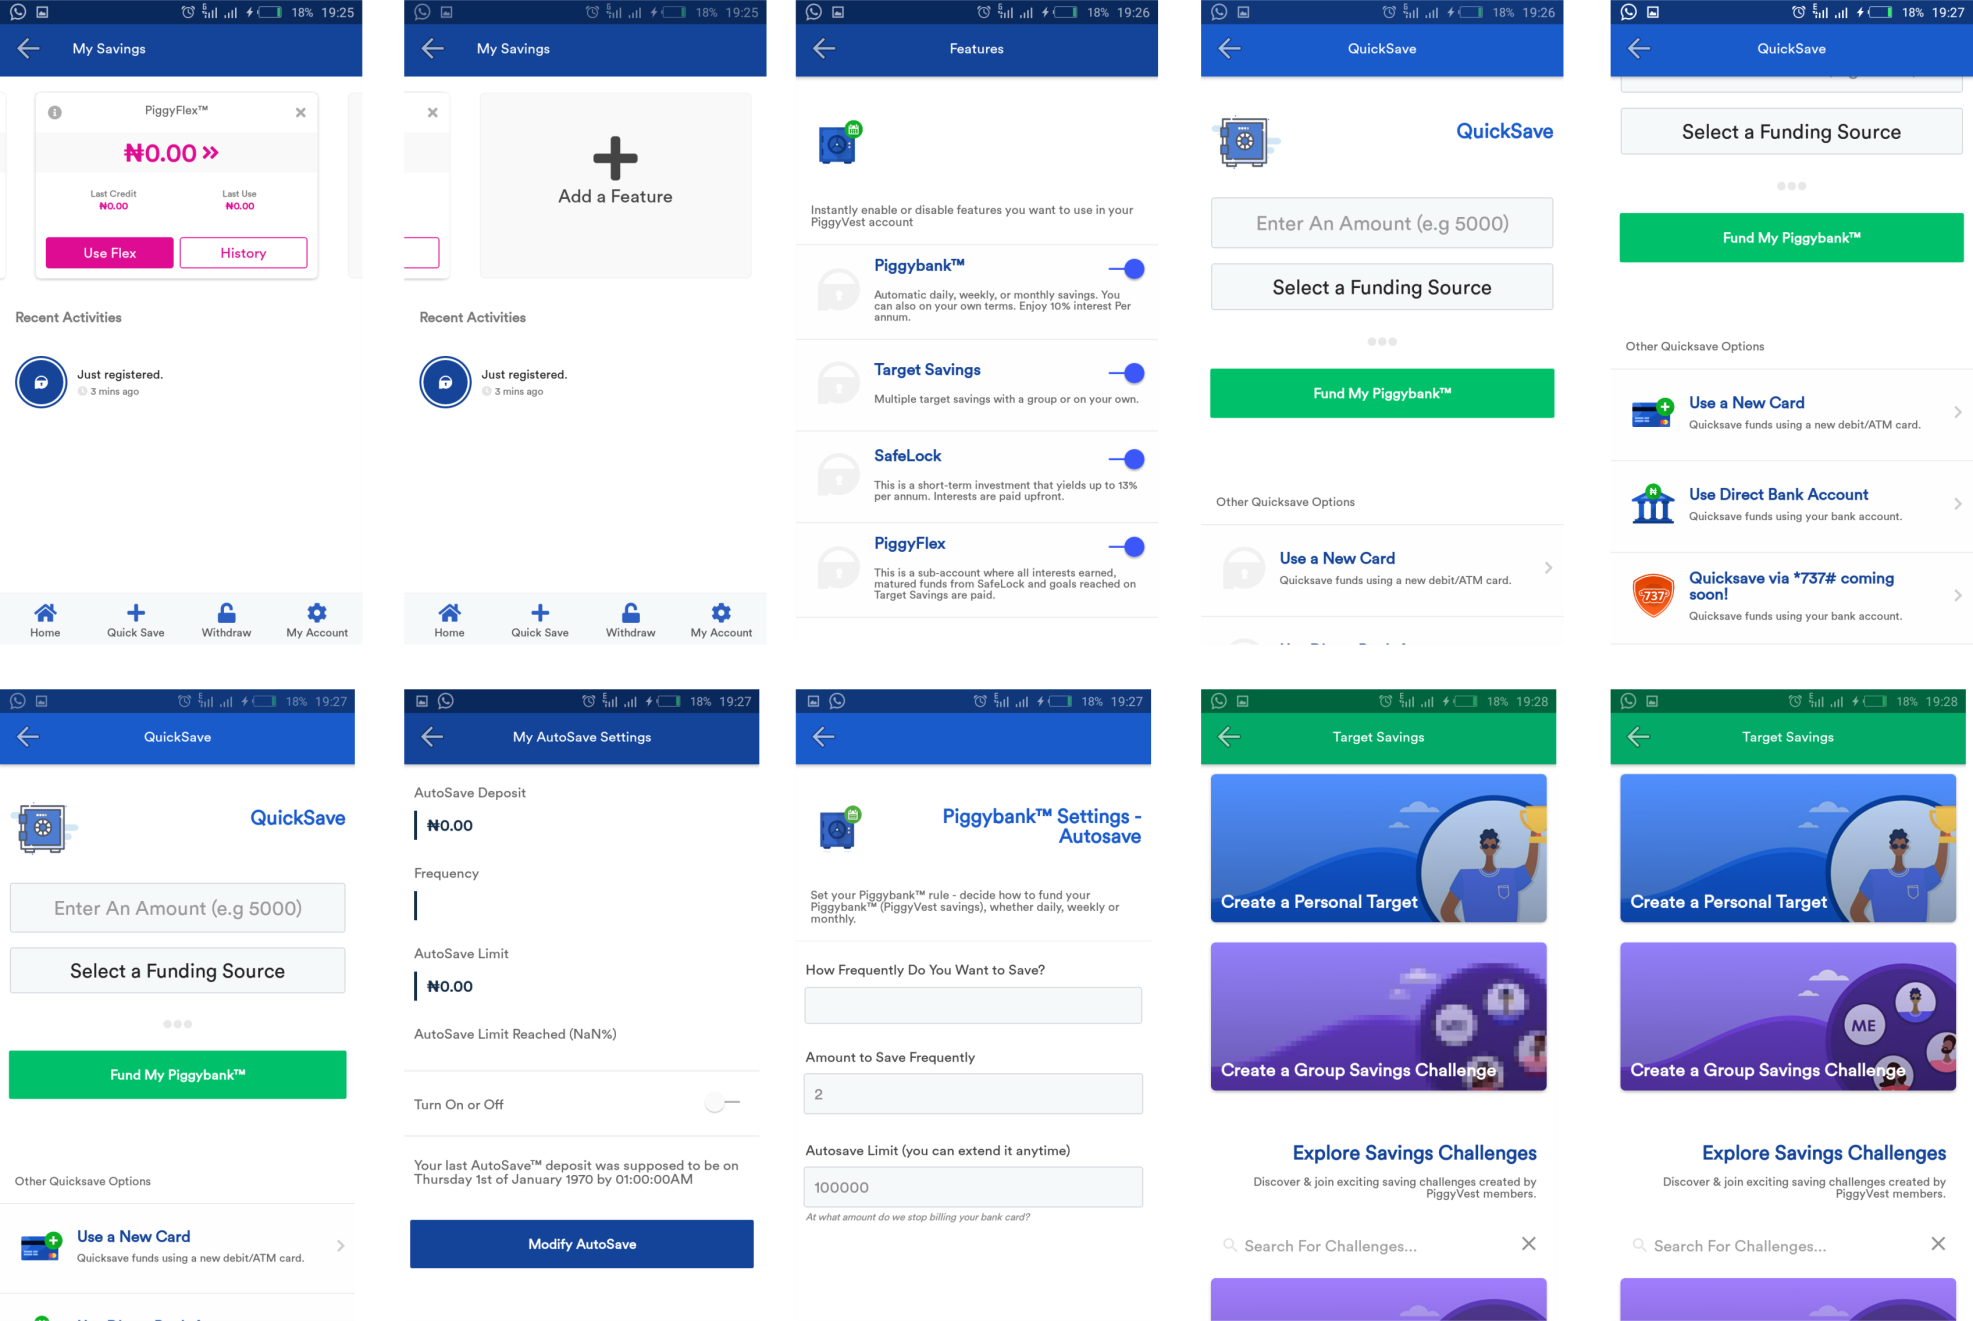 18% 19:25
My Savings
PiggyFlex™
₦0.00 »
Last Credit
Last Use
₦0.00
₦0.00
Use Flex
History
Recent Activities
Just registered.
3 mins ago
Home
Quick Save
Withdraw
My Account
18% 19:25
My Savings
Add a Feature
Recent Activities
Just registered.
3 mins ago
Home
Quick Save
Withdraw
My Account
18% 19:26
Features
Instantly enable or disable features you want to use in your
PiggyVest account
Piggybank™
Automatic daily, weekly, or monthly savings. You
can also on your own terms. Enjoy 10% interest Per
annum.
Target Savings
Multiple target savings with a group or on your own.
SafeLock
This is a short-term investment that yields up to 13%
per annum. Interests are paid upfront.
PiggyFlex
This is a sub-account where all interests earned,
matured funds from SafeLock and goals reached on
Target Savings are paid.
18% 19:26
QuickSave
QuickSave
Enter An Amount (e.g 5000)
Select a Funding Source
Fund My Piggybank™
Other Quicksave Options
Use a New Card
Quicksave funds using a new debit/ATM card.
E 18% 19:27
QuickSave
Select a Funding Source
Fund My Piggybank™
Other Quicksave Options
Use a New Card
Quicksave funds using a new debit/ATM card.
Use Direct Bank Account
Quicksave funds using your bank account.
737
Quicksave via *737# coming
soon!
Quicksave funds using your bank account.
E 18% 19:27
QuickSave
QuickSave
Enter An Amount (e.g 5000)
Select a Funding Source
Fund My Piggybank™
Other Quicksave Options
Use a New Card
Quicksave funds using a new debit/ATM card.
E 18% 19:27
My AutoSave Settings
AutoSave Deposit
₦0.00
Frequency
AutoSave Limit
₦0.00
AutoSave Limit Reached (NaN%)
Turn On or Off
Your last AutoSave™ deposit was supposed to be on
Thursday 1st of January 1970 by 01:00:00AM
Modify AutoSave
E 18% 19:27
Piggybank™ Settings -
Autosave
Set your Piggybank™ rule - decide how to fund your
Piggybank™ (PiggyVest savings), whether daily, weekly or
monthly.
How Frequently Do You Want to Save?
Amount to Save Frequently
2
Autosave Limit (you can extend it anytime)
100000
At what amount do we stop billing your bank card?
E 18% 19:28
Target Savings
Create a Personal Target
Create a Group Savings Challenge
Explore Savings Challenges
Discover & join exciting saving challenges created by
PiggyVest members.
Search For Challenges...
E 18% 19:28
Target Savings
Create a Personal Target
ME
Create a Group Savings Challenge
Explore Savings Challenges
Discover & join exciting saving challenges created by
PiggyVest members.
Search For Challenges...